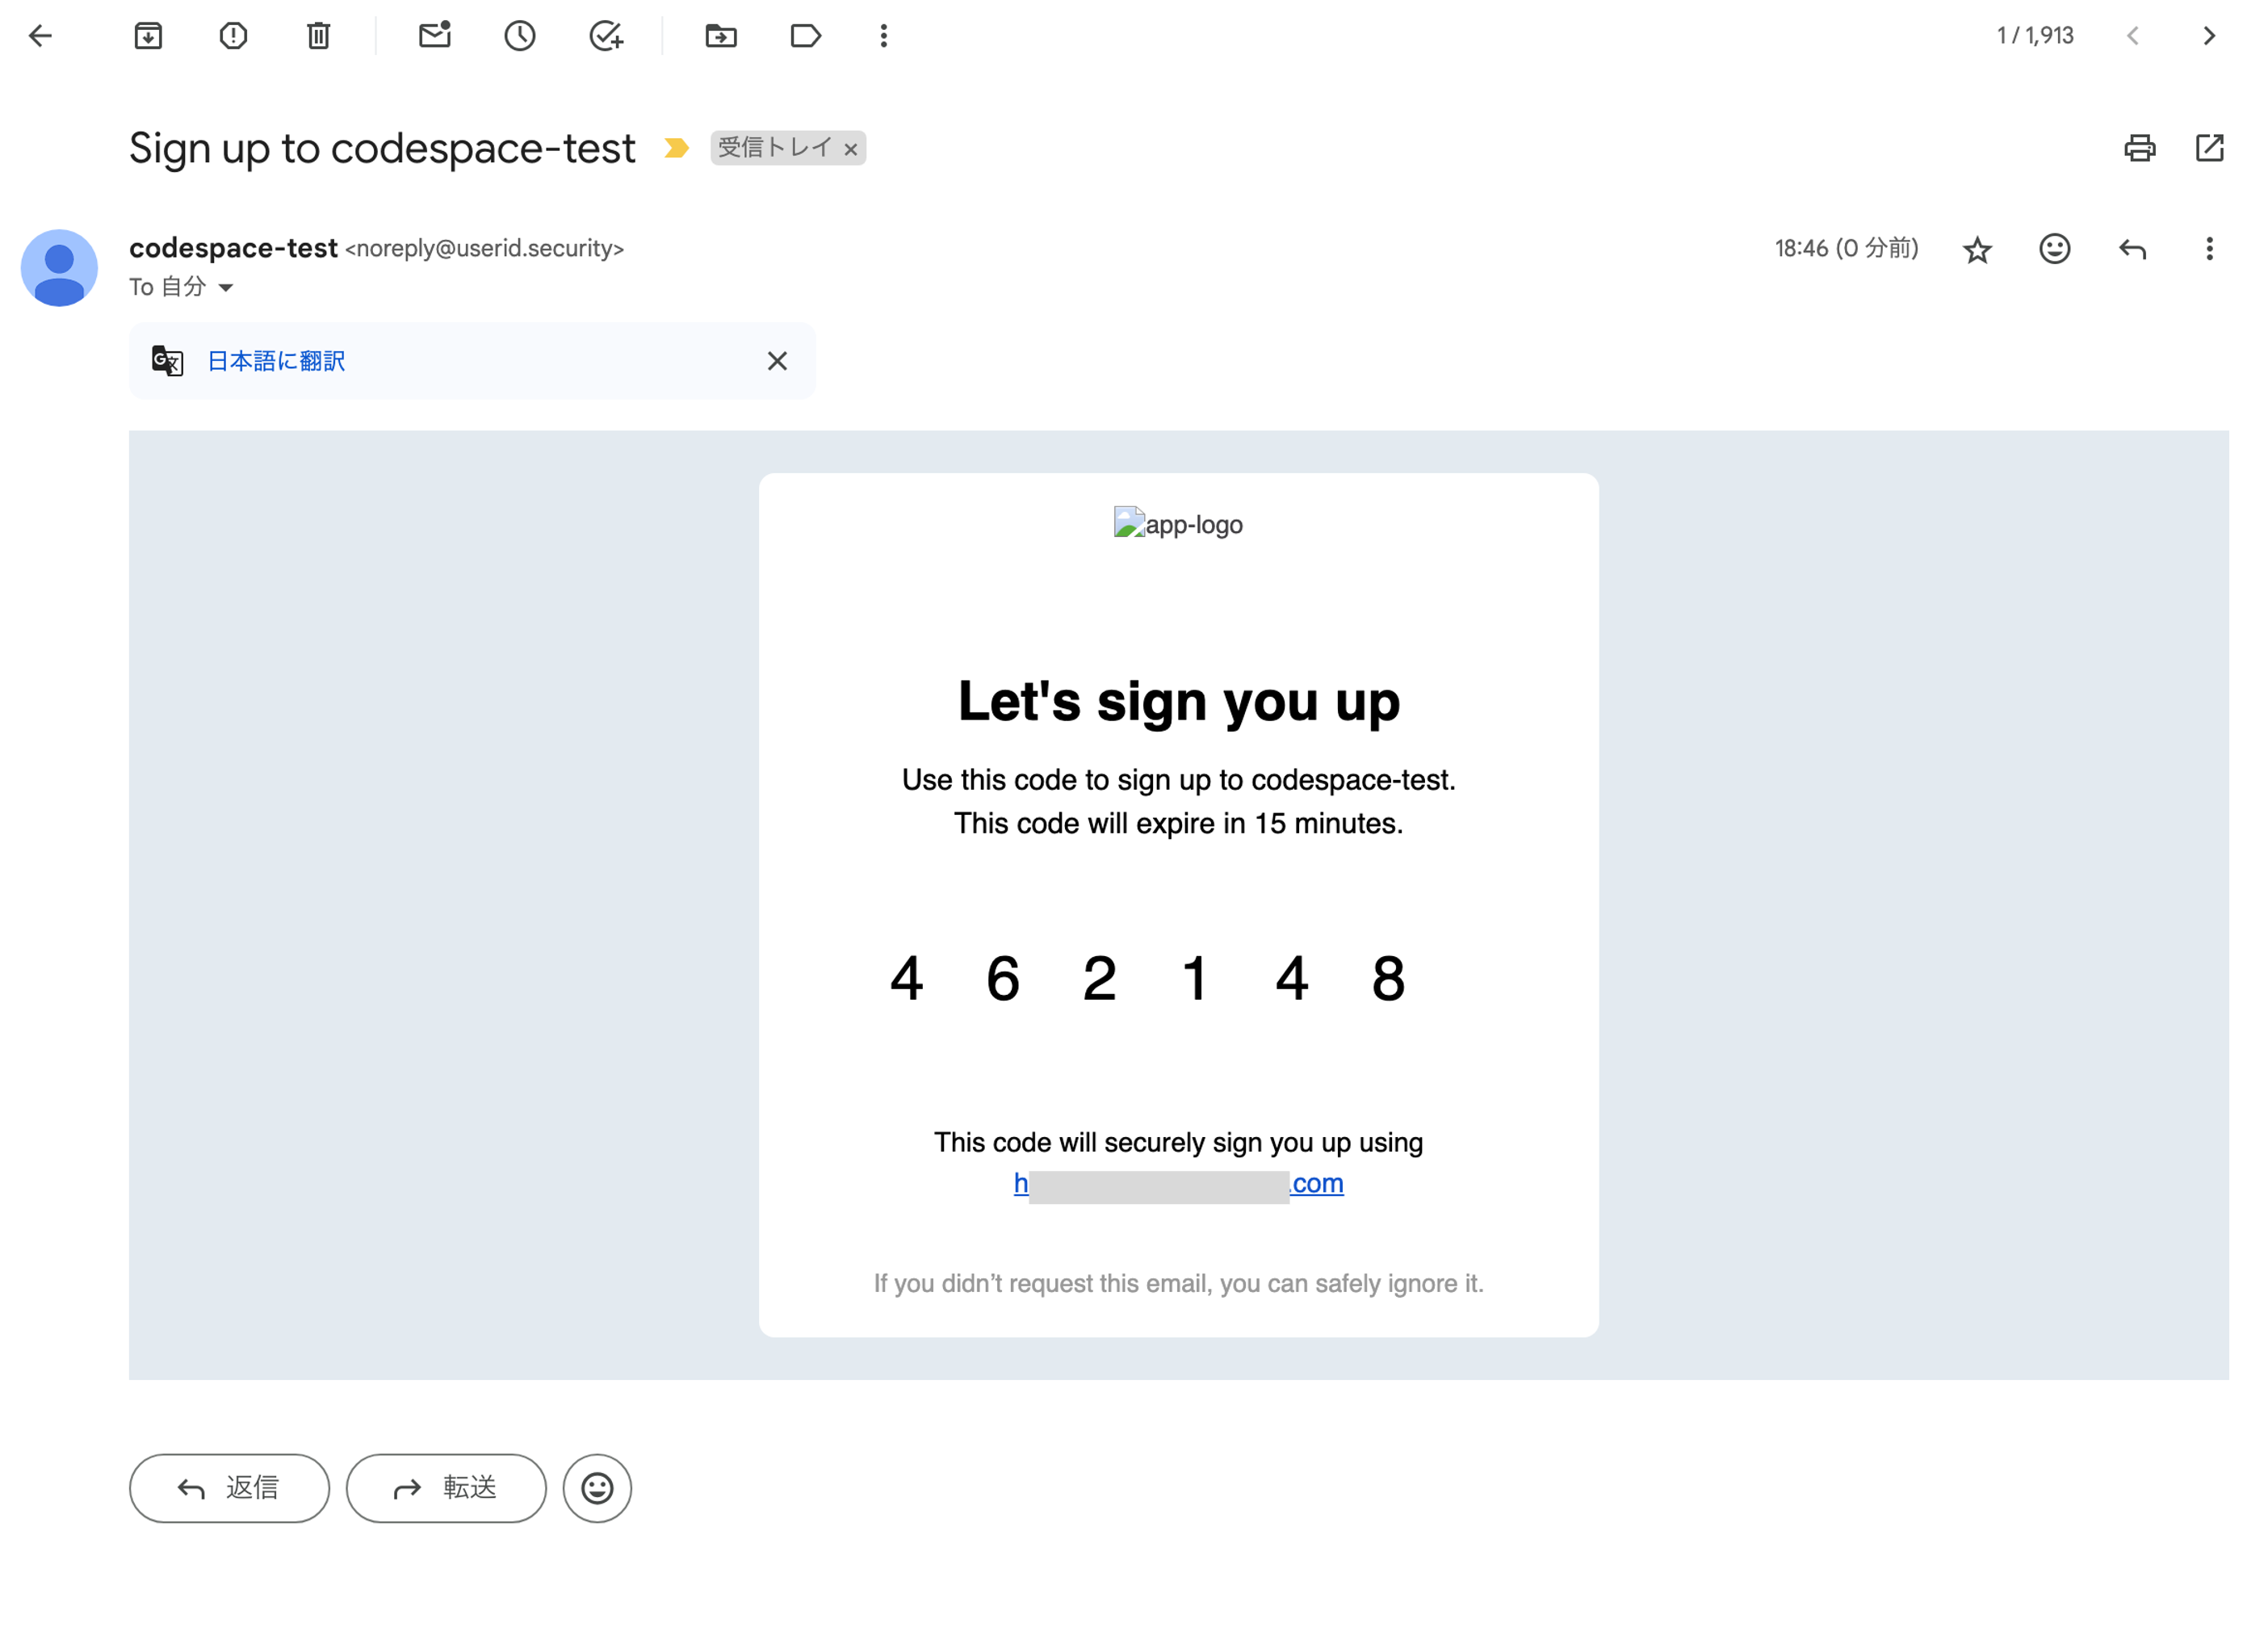 1 / 1,913
Sign up to codespace-test 受信トレイ ×
codespace-test <noreply@userid.security> 18:46 (0 分前)
To 自分
日本語に翻訳
app-logo
Let's sign you up
Use this code to sign up to codespace-test.
This code will expire in 15 minutes.
4 6 2 1 4 8
This code will securely sign you up using
h .com
If you didn’t request this email, you can safely ignore it.
返信 転送